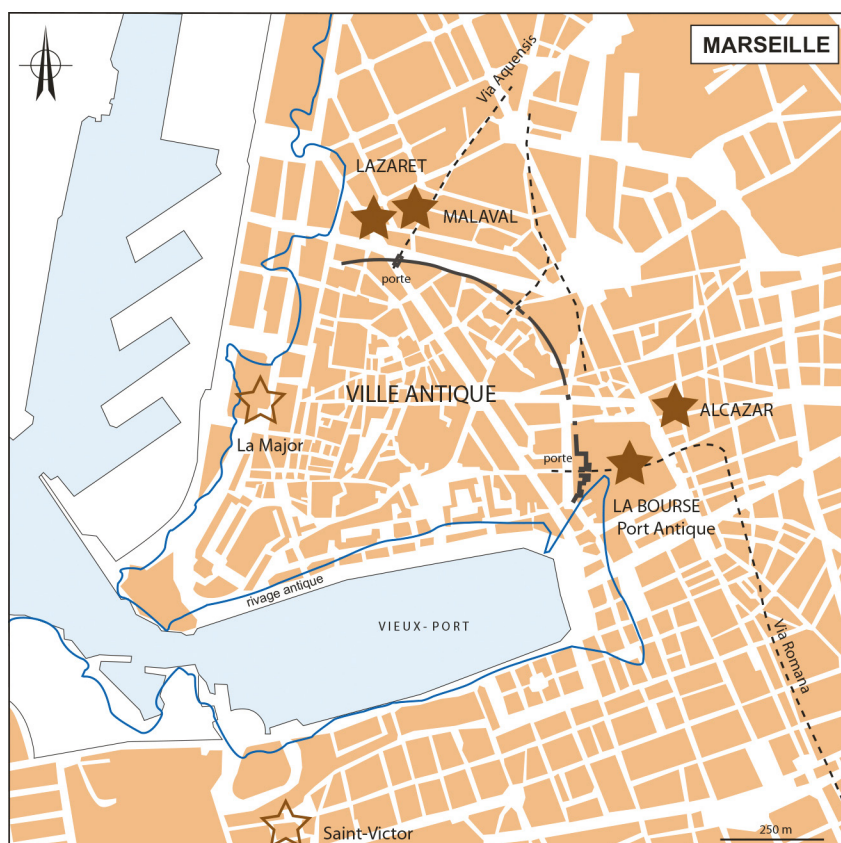 MARSEILLE
Via Aquensis
LAZARET
MALAVAL
porte
VILLE ANTIQUE
ALCAZAR
La Major
porte
LA BOURSE
Port Antique
rivage antique
VIEUX-PORT
Via Romana
Saint-Victor
250 m